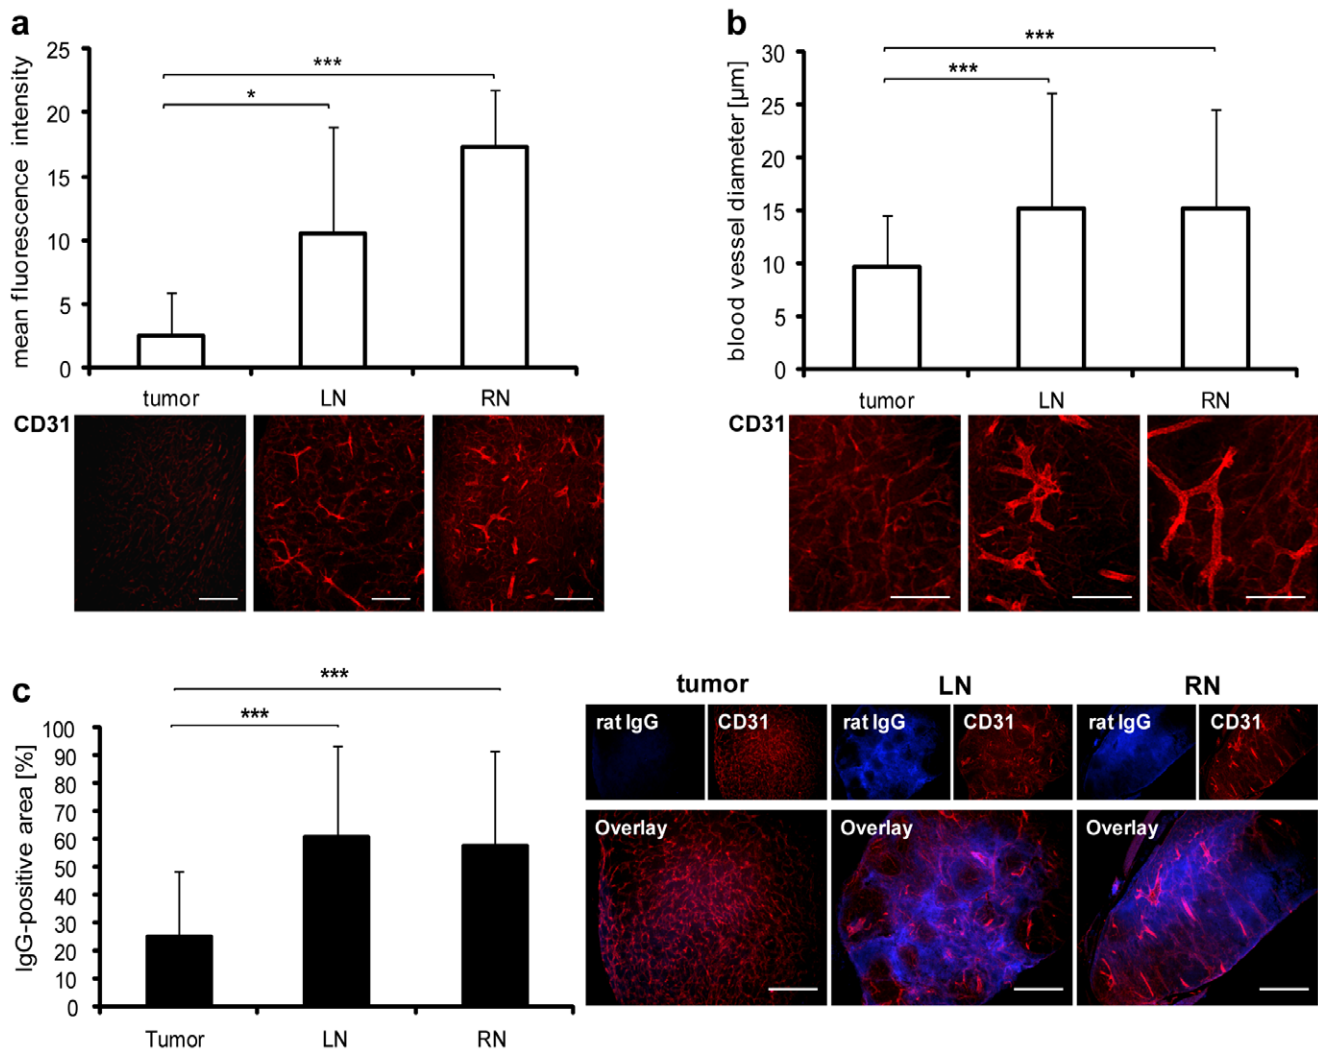 a
mean fluorescence intensity
25
20
15
10
5
0
***
*
tumor LN RN
CD31
b
blood vessel diameter [µm]
30
25
20
15
10
5
0
***
***
tumor LN RN
CD31
c
IgG-positive area [%]
100
90
80
70
60
50
40
30
20
10
0
***
***
Tumor LN RN
tumor LN RN
rat IgG CD31 rat IgG CD31 rat IgG CD31
Overlay Overlay Overlay